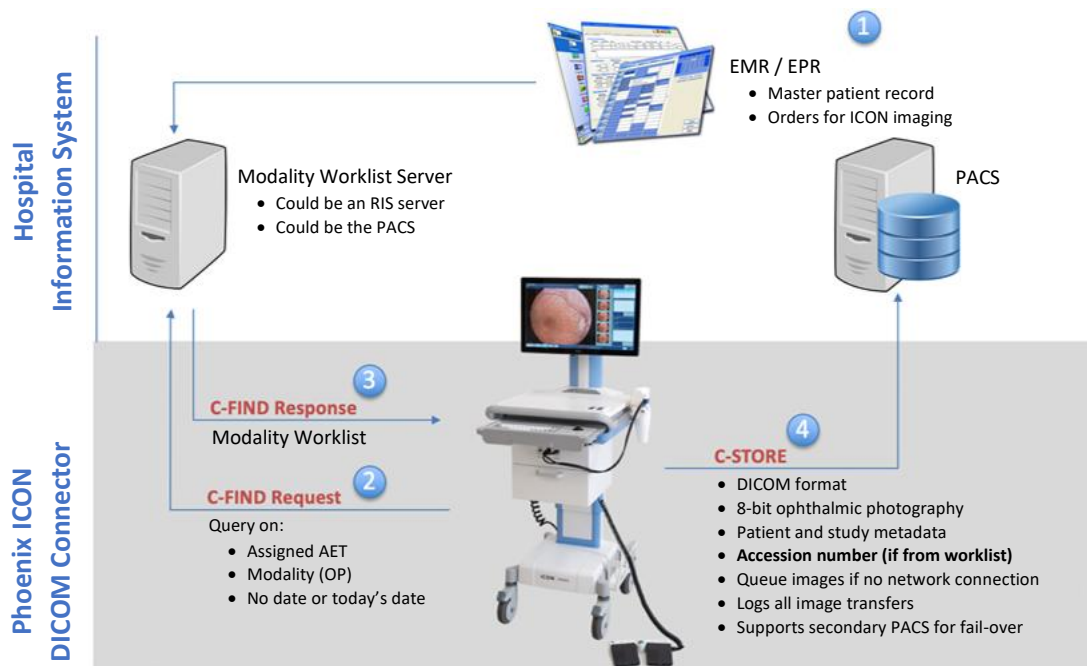 Hospital
Information System
1
EMR / EPR
• Master patient record
• Orders for ICON imaging
Modality Worklist Server
• Could be an RIS server
• Could be the PACS
PACS
Phoenix ICON
DICOM Connector
3
C-FIND Response
Modality Worklist
2
C-FIND Request
Query on:
• Assigned AET
• Modality (OP)
• No date or today's date
ICON
4
C-STORE
• DICOM format
• 8-bit ophthalmic photography
• Patient and study metadata
• Accession number (if from worklist)
• Queue images if no network connection
• Logs all image transfers
• Supports secondary PACS for fail-over